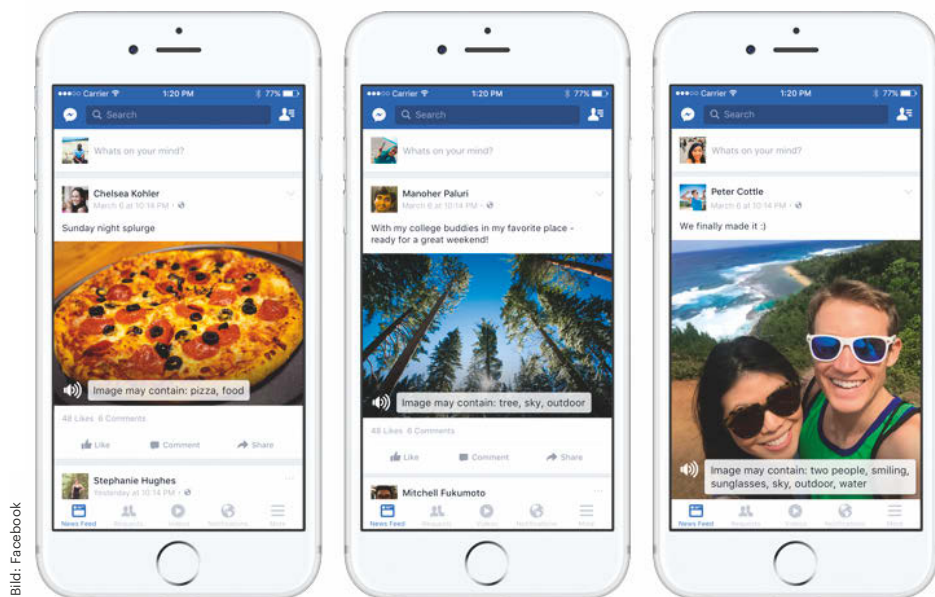 Carrier 1:20 PM 77%
Search
Whats on your mind?
Chelsea Kohler
March 6 at 10:14 PM
Sunday night splurge
Image may contain: pizza, food
48 Likes 6 Comments
Like Comment Share
Stephanie Hughes
Yesterday at 10:14 PM
News Feed Requests Videos Notifications More
Carrier 1:20 PM 77%
Search
Whats on your mind?
Manoher Paluri
March 6 at 10:14 PM
With my college buddies in my favorite place -
ready for a great weekend!
Image may contain: tree, sky, outdoor
48 Likes 6 Comments
Like Comment Share
Mitchell Fukumoto
News Feed Requests Videos Notifications More
Carrier 1:20 PM 77%
Search
Whats on your mind?
Peter Cottle
March 6 at 10:14 PM
We finally made it :)
Image may contain: two people, smiling,
sunglasses, sky, outdoor, water
News Feed Requests Videos Notifications More
Bild: Facebook